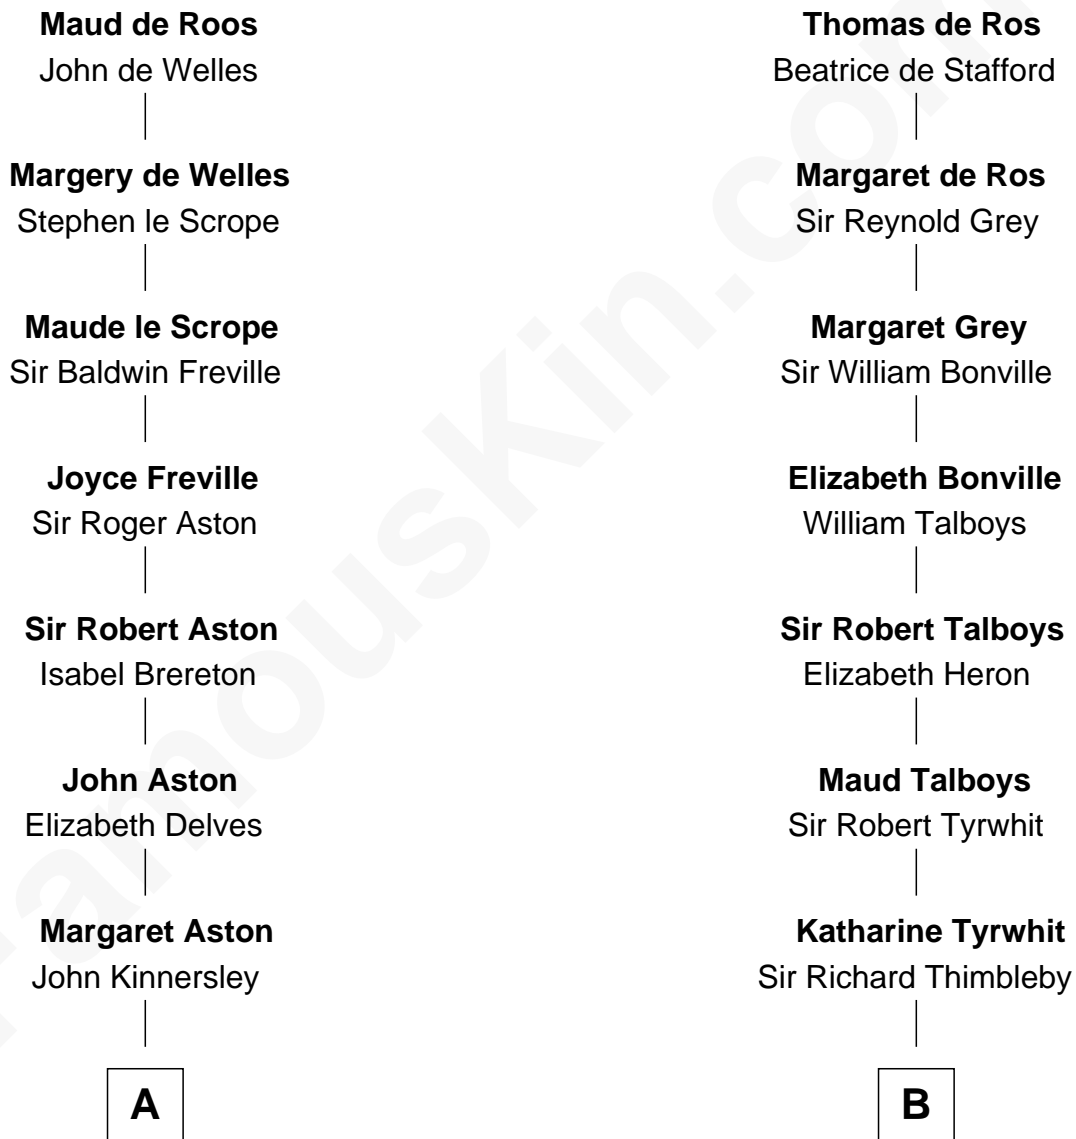 Maud de Roos
John de Welles
Margery de Welles
Stephen le Scrope
Maude le Scrope
Sir Baldwin Freville
Joyce Freville
Sir Roger Aston
Sir Robert Aston
Isabel Brereton
John Aston
Elizabeth Delves
Margaret Aston
John Kinnersley
A
Thomas de Ros
Beatrice de Stafford
Margaret de Ros
Sir Reynold Grey
Margaret Grey
Sir William Bonville
Elizabeth Bonville
William Talboys
Sir Robert Talboys
Elizabeth Heron
Maud Talboys
Sir Robert Tyrwhit
Katharine Tyrwhit
Sir Richard Thimbleby
B
FamousKin.com